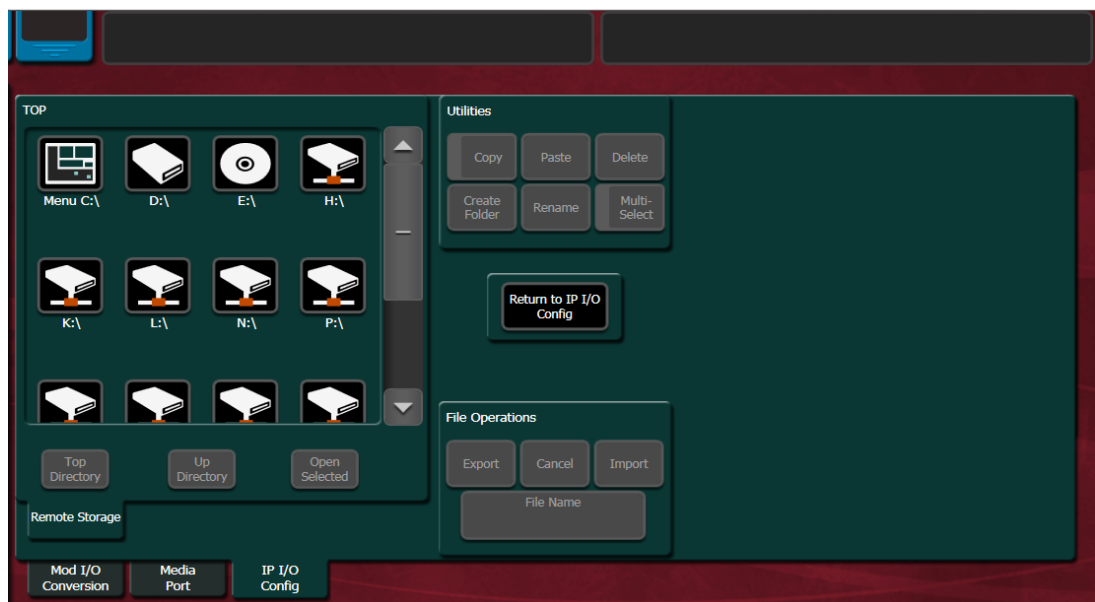 TOP
Menu C:\
D:\
E:\
H:\
K:\
L:\
N:\
P:\
Top
Directory
Up
Directory
Open
Selected
Remote Storage
Utilities
Copy
Paste
Delete
Create
Folder
Rename
Multi-
Select
Return to IP I/O
Config
File Operations
Export
Cancel
Import
File Name
Mod I/O
Conversion
Media
Port
IP I/O
Config